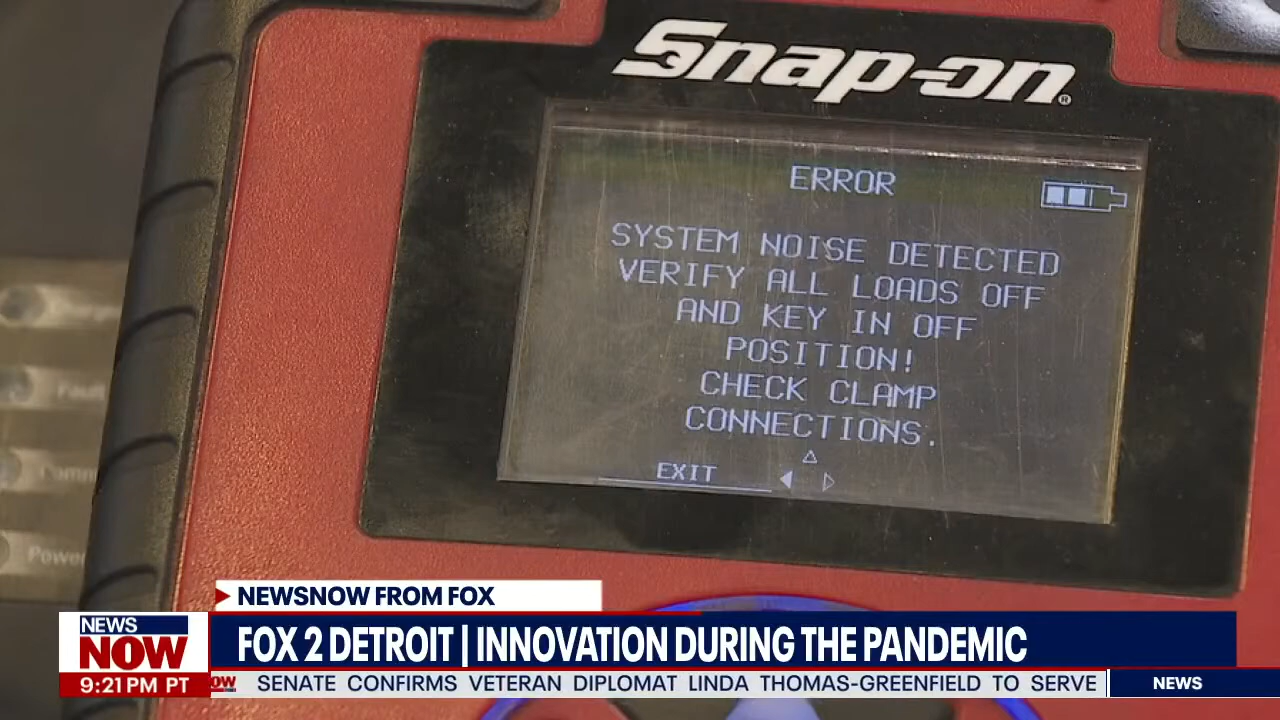 Snap-on®
ERROR
SYSTEM NOISE DETECTED
VERIFY ALL LOADS OFF
AND KEY IN OFF
POSITION!
CHECK CLAMP
CONNECTIONS.
EXIT
Power
NEWSNOW FROM FOX
NEWS
NOW
FOX 2 DETROIT | INNOVATION DURING THE PANDEMIC
9:21 PM PT
NOW
SENATE CONFIRMS VETERAN DIPLOMAT LINDA THOMAS-GREENFIELD TO SERVE
NEWS